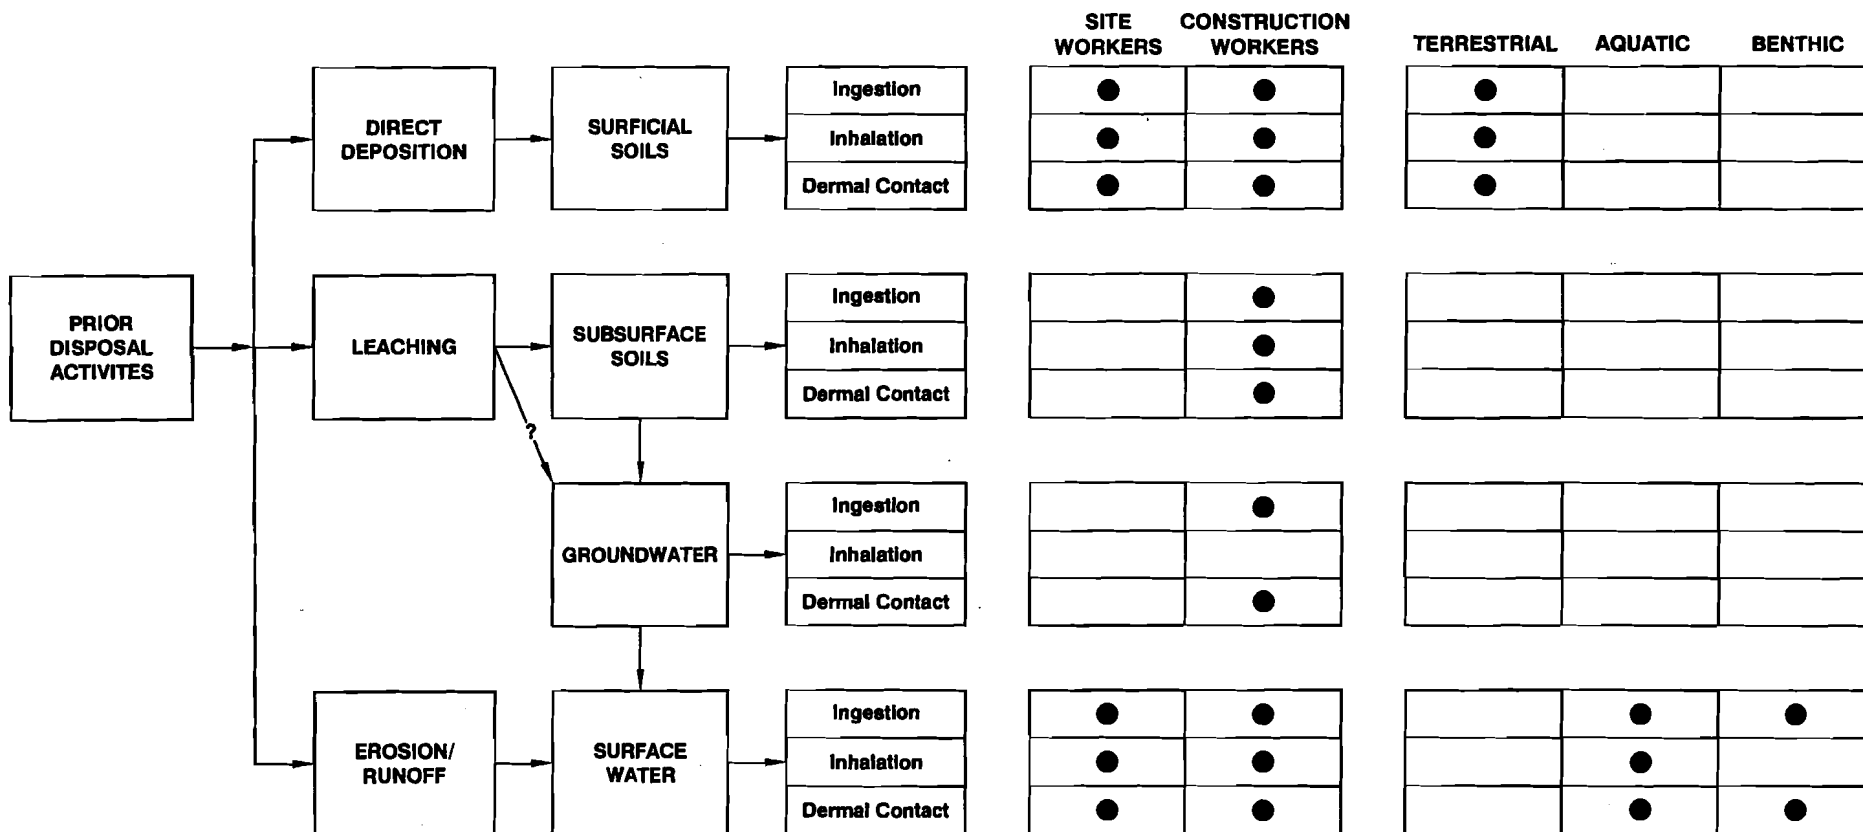 SITE
WORKERS
CONSTRUCTION
WORKERS
TERRESTRIAL
AQUATIC
BENTHIC
DIRECT
DEPOSITION
SURFICIAL
SOILS
Ingestion
Inhalation
Dermal Contact
PRIOR
DISPOSAL
ACTIVITES
LEACHING
SUBSURFACE
SOILS
Ingestion
Inhalation
Dermal Contact
?
GROUNDWATER
Ingestion
Inhalation
Dermal Contact
EROSION/
RUNOFF
SURFACE
WATER
Ingestion
Inhalation
Dermal Contact